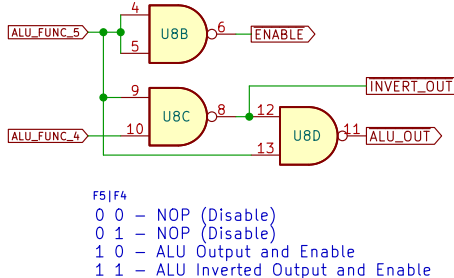 4
ALU_FUNC_5
U8B
6
ENABLE
5
9
INVERT_OUT
U8C
8
12
ALU_FUNC_4
10
U8D
11
ALU_OUT
13
F5|F4
0 0 – NOP (Disable)
0 1 – NOP (Disable)
1 0 – ALU Output and Enable
1 1 – ALU Inverted Output and Enable